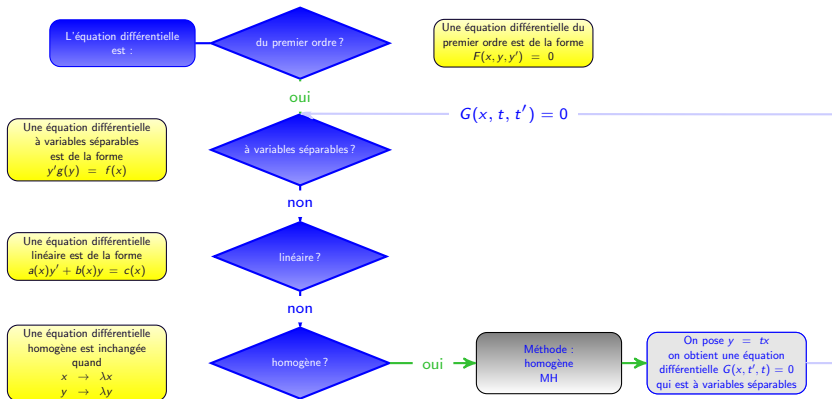 L'équation différentielle
est :
du premier ordre ?
Une équation différentielle du
premier ordre est de la forme
F(x, y, y′) = 0
oui
G(x, t, t′) = 0
Une équation différentielle
à variables séparables
est de la forme
y′g(y) = f(x)
à variables séparables ?
non
Une équation différentielle
linéaire est de la forme
a(x)y′ + b(x)y = c(x)
linéaire ?
non
Une équation différentielle
homogène est inchangée
quand
x → λx
y → λy
homogène ?
oui
Méthode :
homogène
MH
On pose y = tx
on obtient une équation
différentielle G(x, t′, t) = 0
qui est à variables séparables